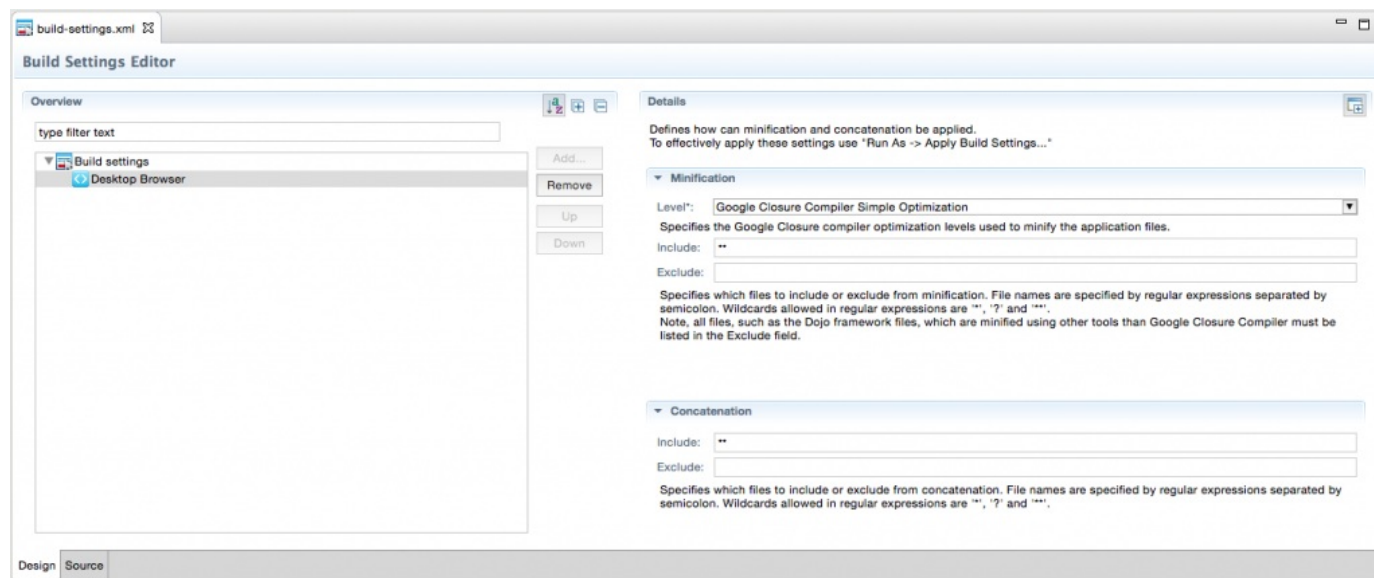 build-settings.xml
Build Settings Editor
Overview
type filter text
Build settings
Desktop Browser
Add...
Remove
Up
Down
Details
Defines how can minification and concatenation be applied.
To effectively apply these settings use "Run As -> Apply Build Settings..."
Minification
Level*: Google Closure Compiler Simple Optimization
Specifies the Google Closure compiler optimization levels used to minify the application files.
Include: **
Exclude:
Specifies which files to include or exclude from minification. File names are specified by regular expressions separated by
semicolon. Wildcards allowed in regular expressions are '*', '?' and '**'.
Note, all files, such as the Dojo framework files, which are minified using other tools than Google Closure Compiler must be
listed in the Exclude field.
Concatenation
Include: **
Exclude:
Specifies which files to include or exclude from concatenation. File names are specified by regular expressions separated by
semicolon. Wildcards allowed in regular expressions are '*', '?' and '**'.
Design Source